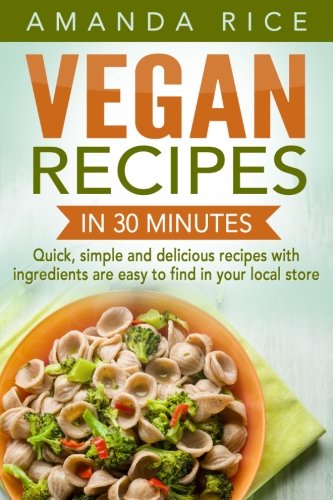 AMANDA RICE
VEGAN
RECIPES
IN 30 MINUTES
Quick, simple and delicious recipes with
ingredients are easy to find in your local store